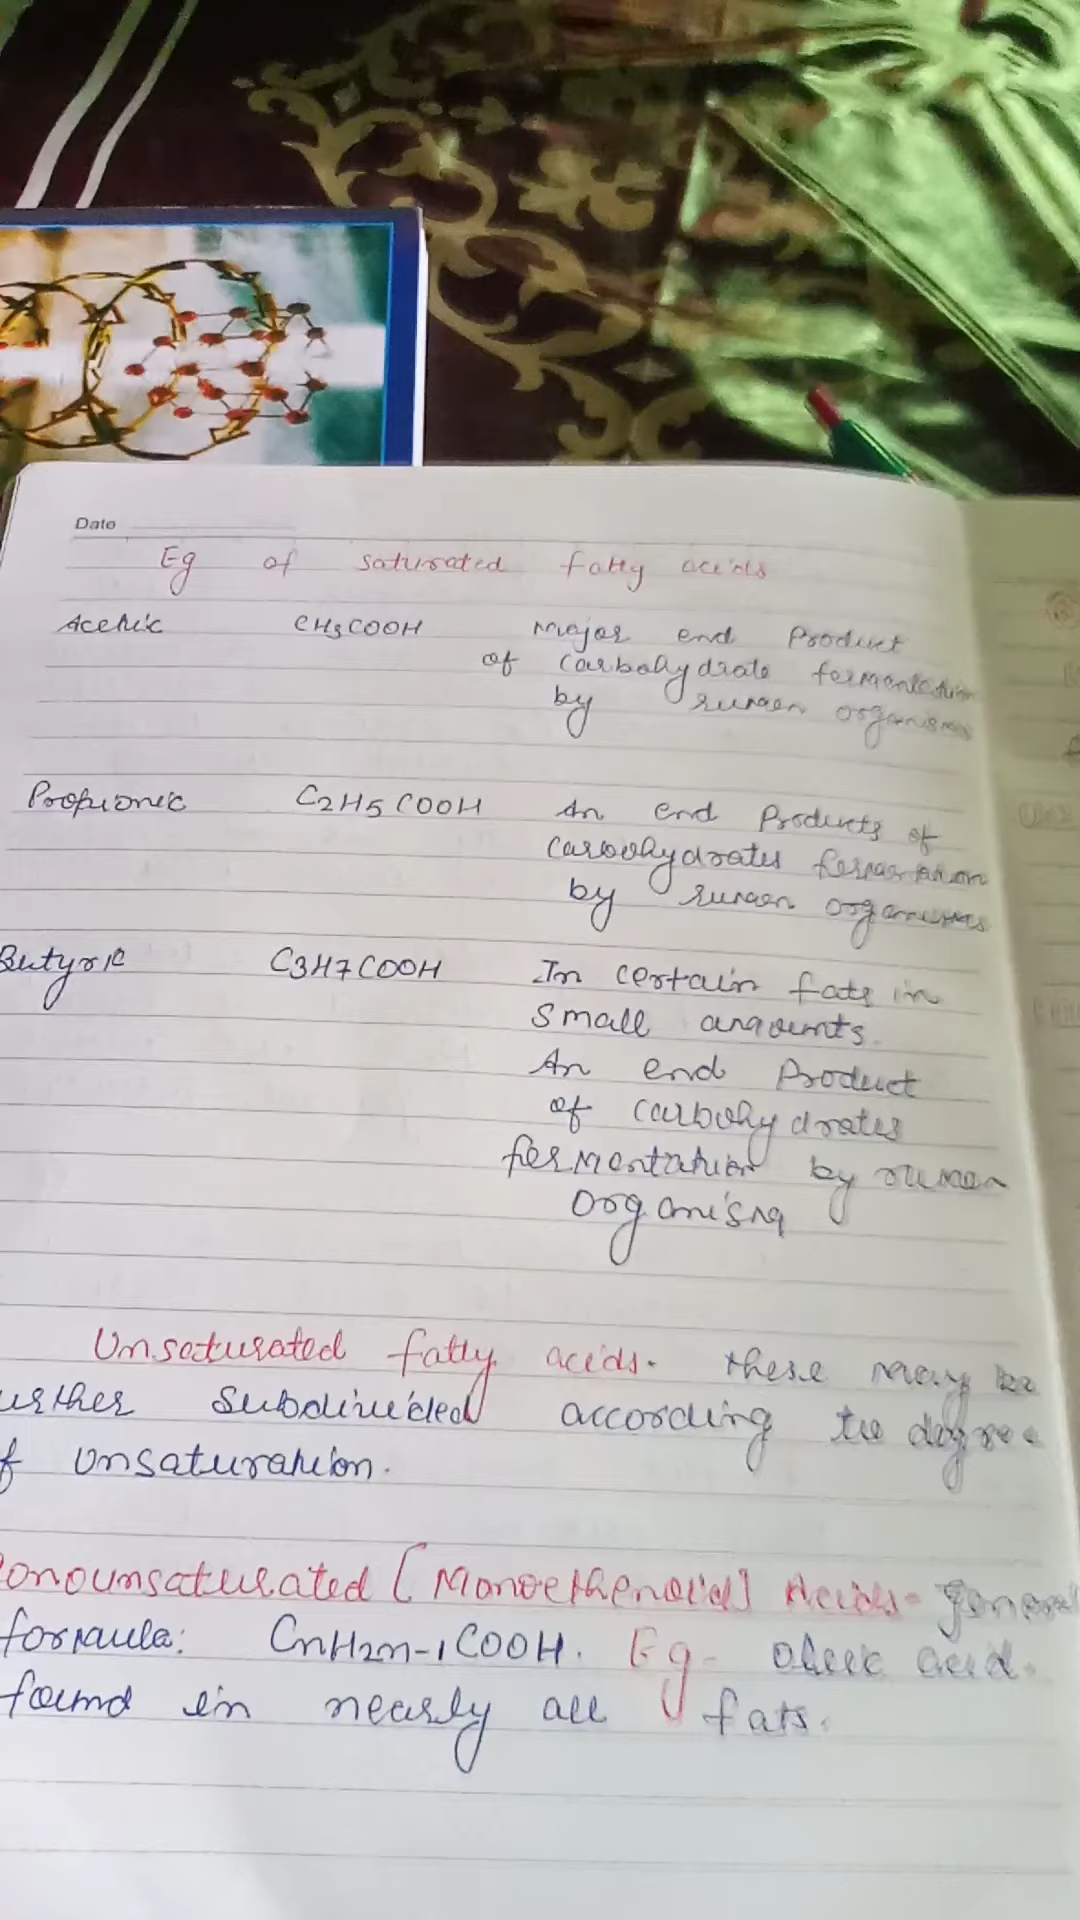 Date
Eg of saturated fatty acids
Acetic CH3COOH Major end Product
of carbohydrate fermentation
by rumen organisms
Propionic C2H5COOH An end Products of
carbohydrates fermentation
by rumen organisms
Butyric C3H7COOH In certain fats in
small amounts.
An end Product
of carbohydrates
fermentation by rumen
organism
Unsaturated fatty acids. these may be
urther subdivided according to degree
f unsaturation.
onounsaturated [Monoethenoid] Acids- general
formula: CnH2n-1COOH. Eg- Oleic acid.
found in nearly all fats.